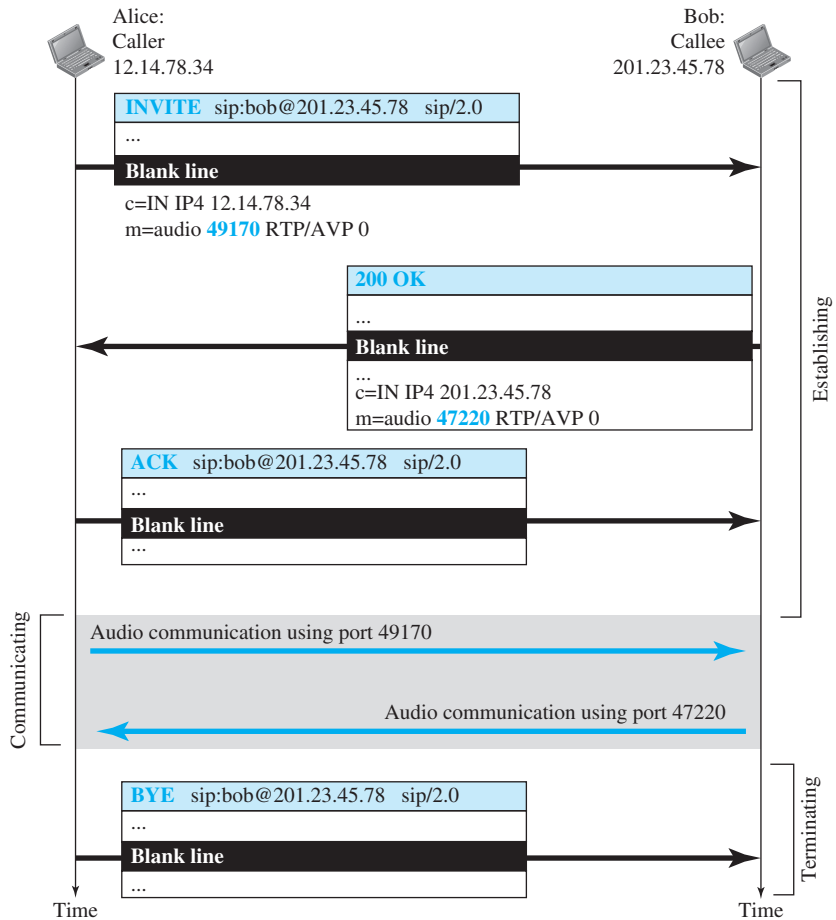 Alice:
Caller
12.14.78.34
Bob:
Callee
201.23.45.78
INVITE sip:bob@201.23.45.78 sip/2.0
...
Blank line
c=IN IP4 12.14.78.34
m=audio 49170 RTP/AVP 0
200 OK
...
Blank line
...
c=IN IP4 201.23.45.78
m=audio 47220 RTP/AVP 0
ACK sip:bob@201.23.45.78 sip/2.0
...
Blank line
...
Establishing
Communicating
Audio communication using port 49170
Audio communication using port 47220
BYE sip:bob@201.23.45.78 sip/2.0
...
Blank line
...
Terminating
Time
Time